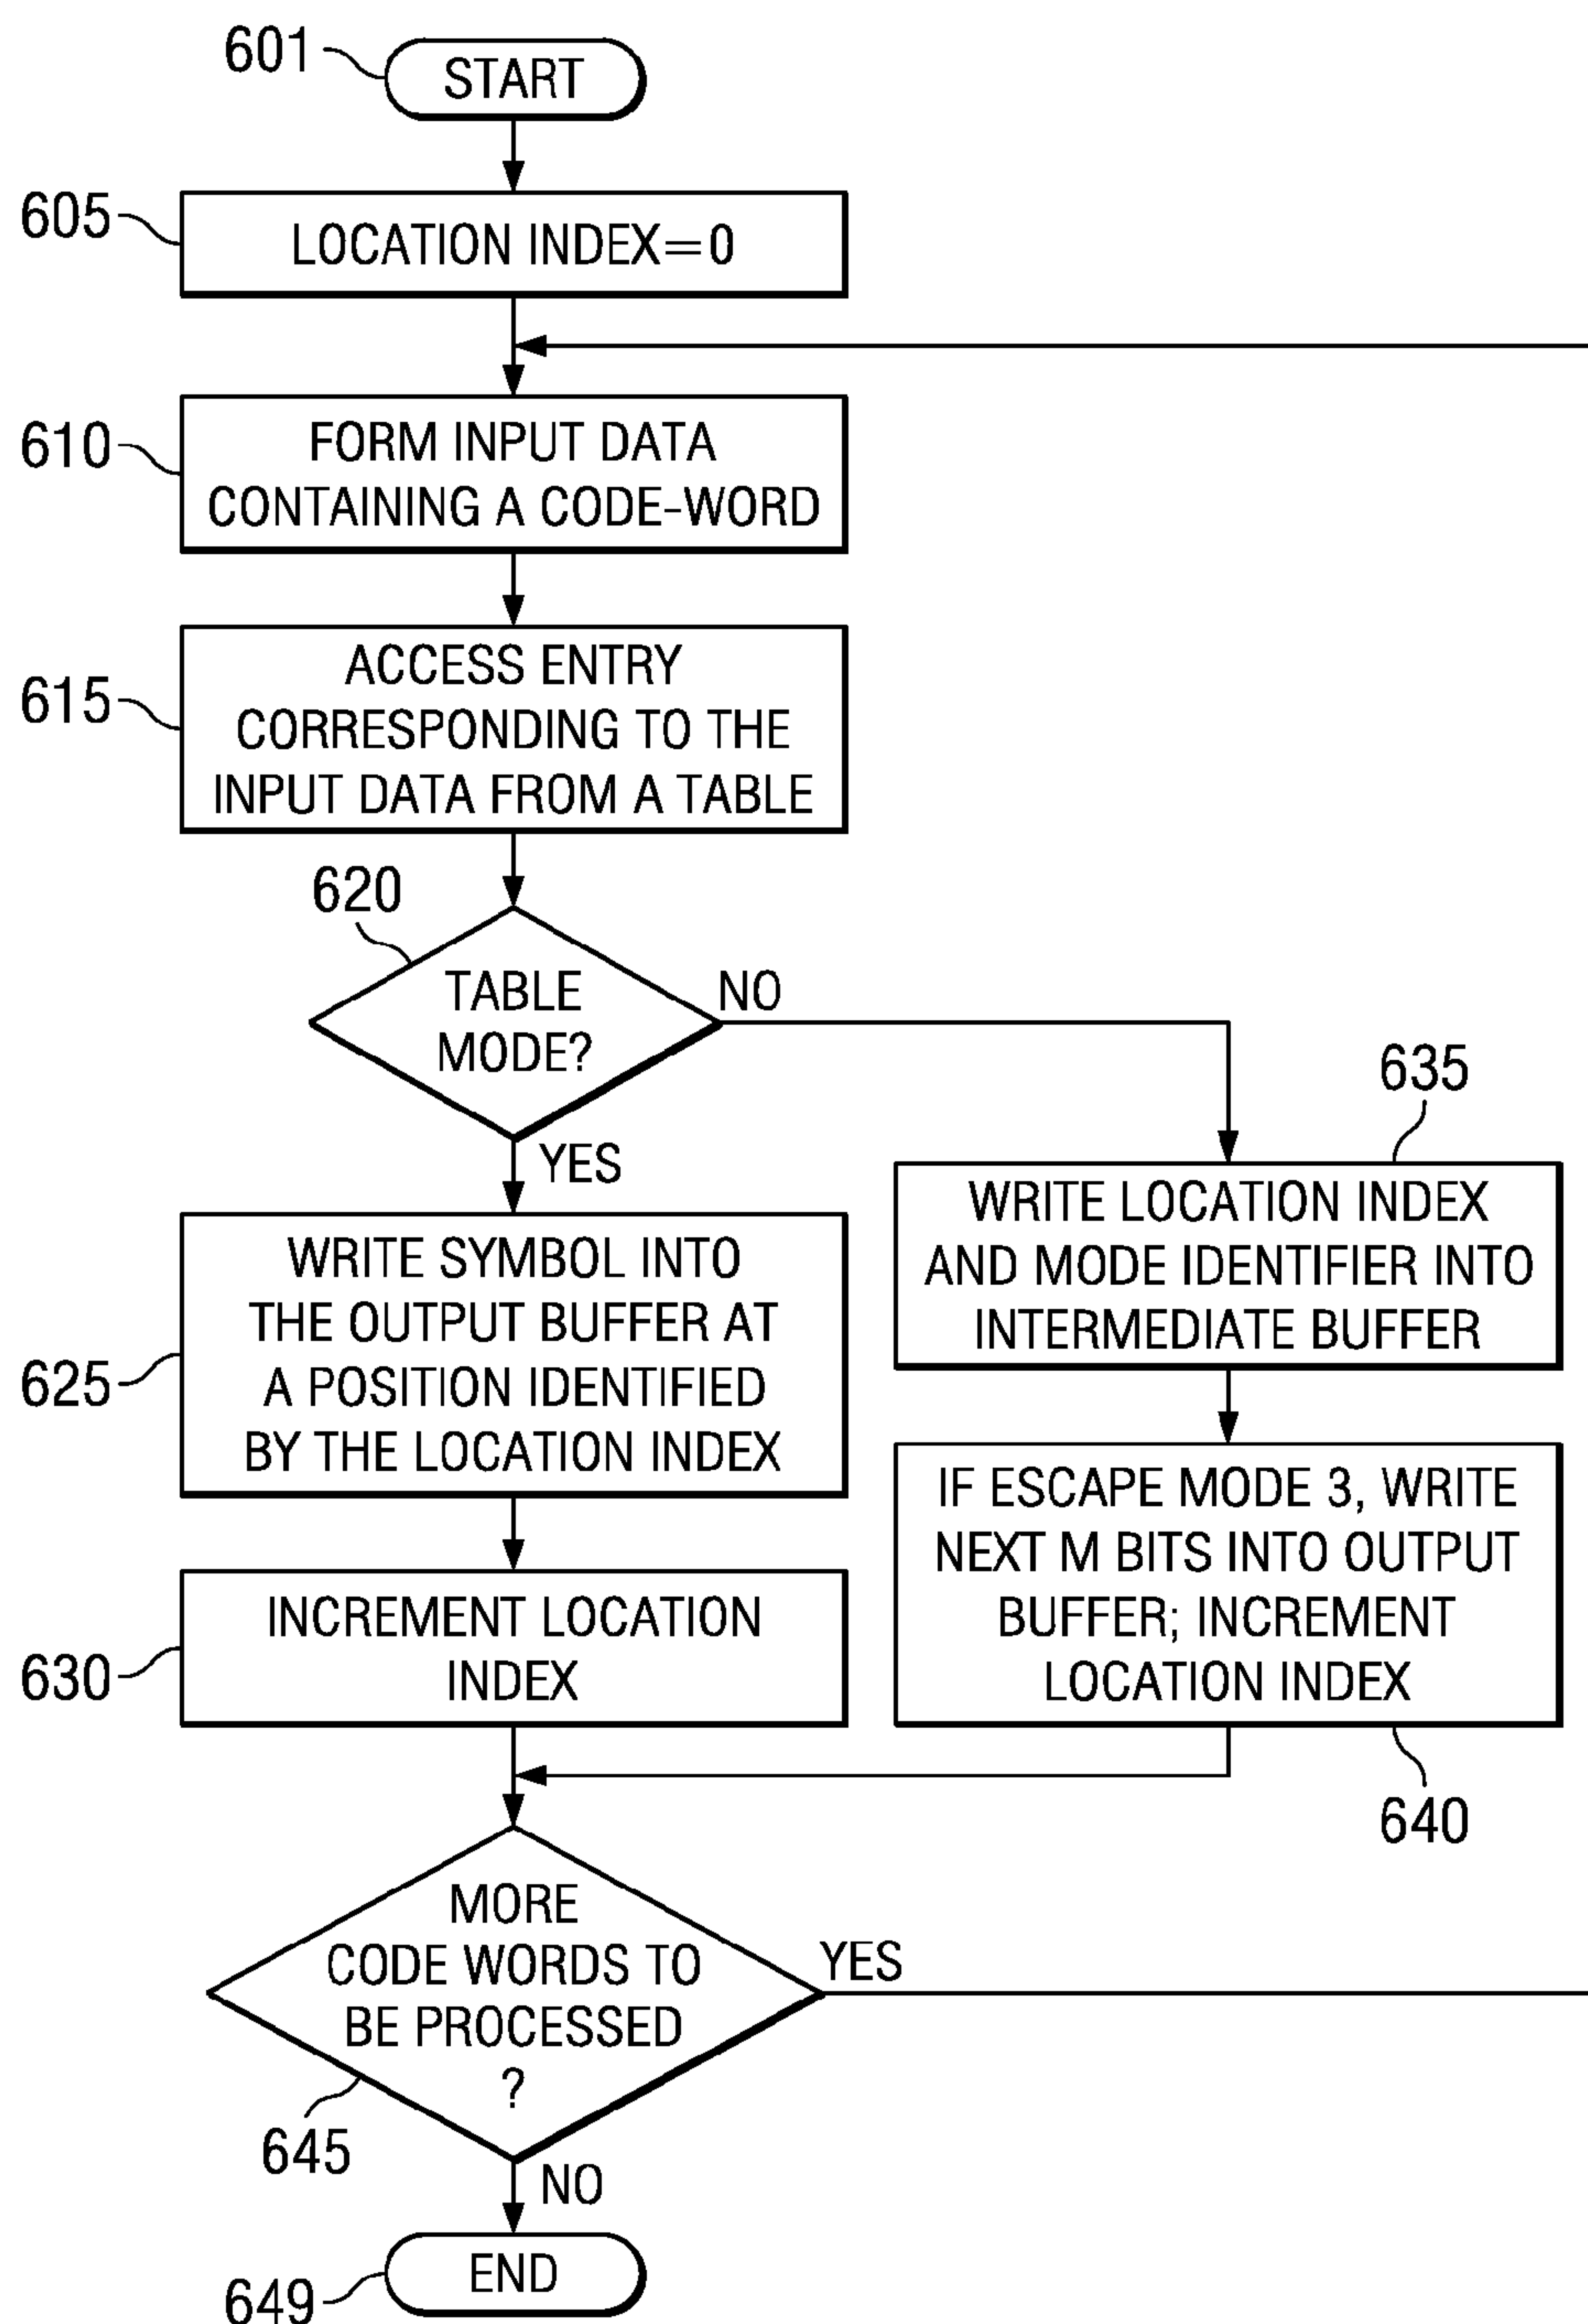 601
START
605
LOCATION INDEX=0
610
FORM INPUT DATA
CONTAINING A CODE-WORD
615
ACCESS ENTRY
CORRESPONDING TO THE
INPUT DATA FROM A TABLE
620
TABLE
MODE?
NO
YES
625
WRITE SYMBOL INTO
THE OUTPUT BUFFER AT
A POSITION IDENTIFIED
BY THE LOCATION INDEX
630
INCREMENT LOCATION
INDEX
635
WRITE LOCATION INDEX
AND MODE IDENTIFIER INTO
INTERMEDIATE BUFFER
IF ESCAPE MODE 3, WRITE
NEXT M BITS INTO OUTPUT
BUFFER; INCREMENT
LOCATION INDEX
640
MORE
CODE WORDS TO
BE PROCESSED
?
YES
645
NO
END
649